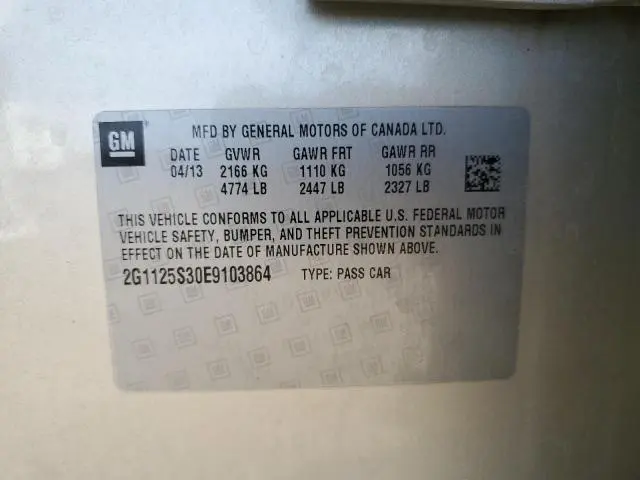 GM
MFD BY GENERAL MOTORS OF CANADA LTD.
DATE GVWR GAWR FRT GAWR RR
04/13 2166 KG 1110 KG 1056 KG
4774 LB 2447 LB 2327 LB
THIS VEHICLE CONFORMS TO ALL APPLICABLE U.S. FEDERAL MOTOR
VEHICLE SAFETY, BUMPER, AND THEFT PREVENTION STANDARDS IN
EFFECT ON THE DATE OF MANUFACTURE SHOWN ABOVE.
2G1125S30E9103864 TYPE: PASS CAR